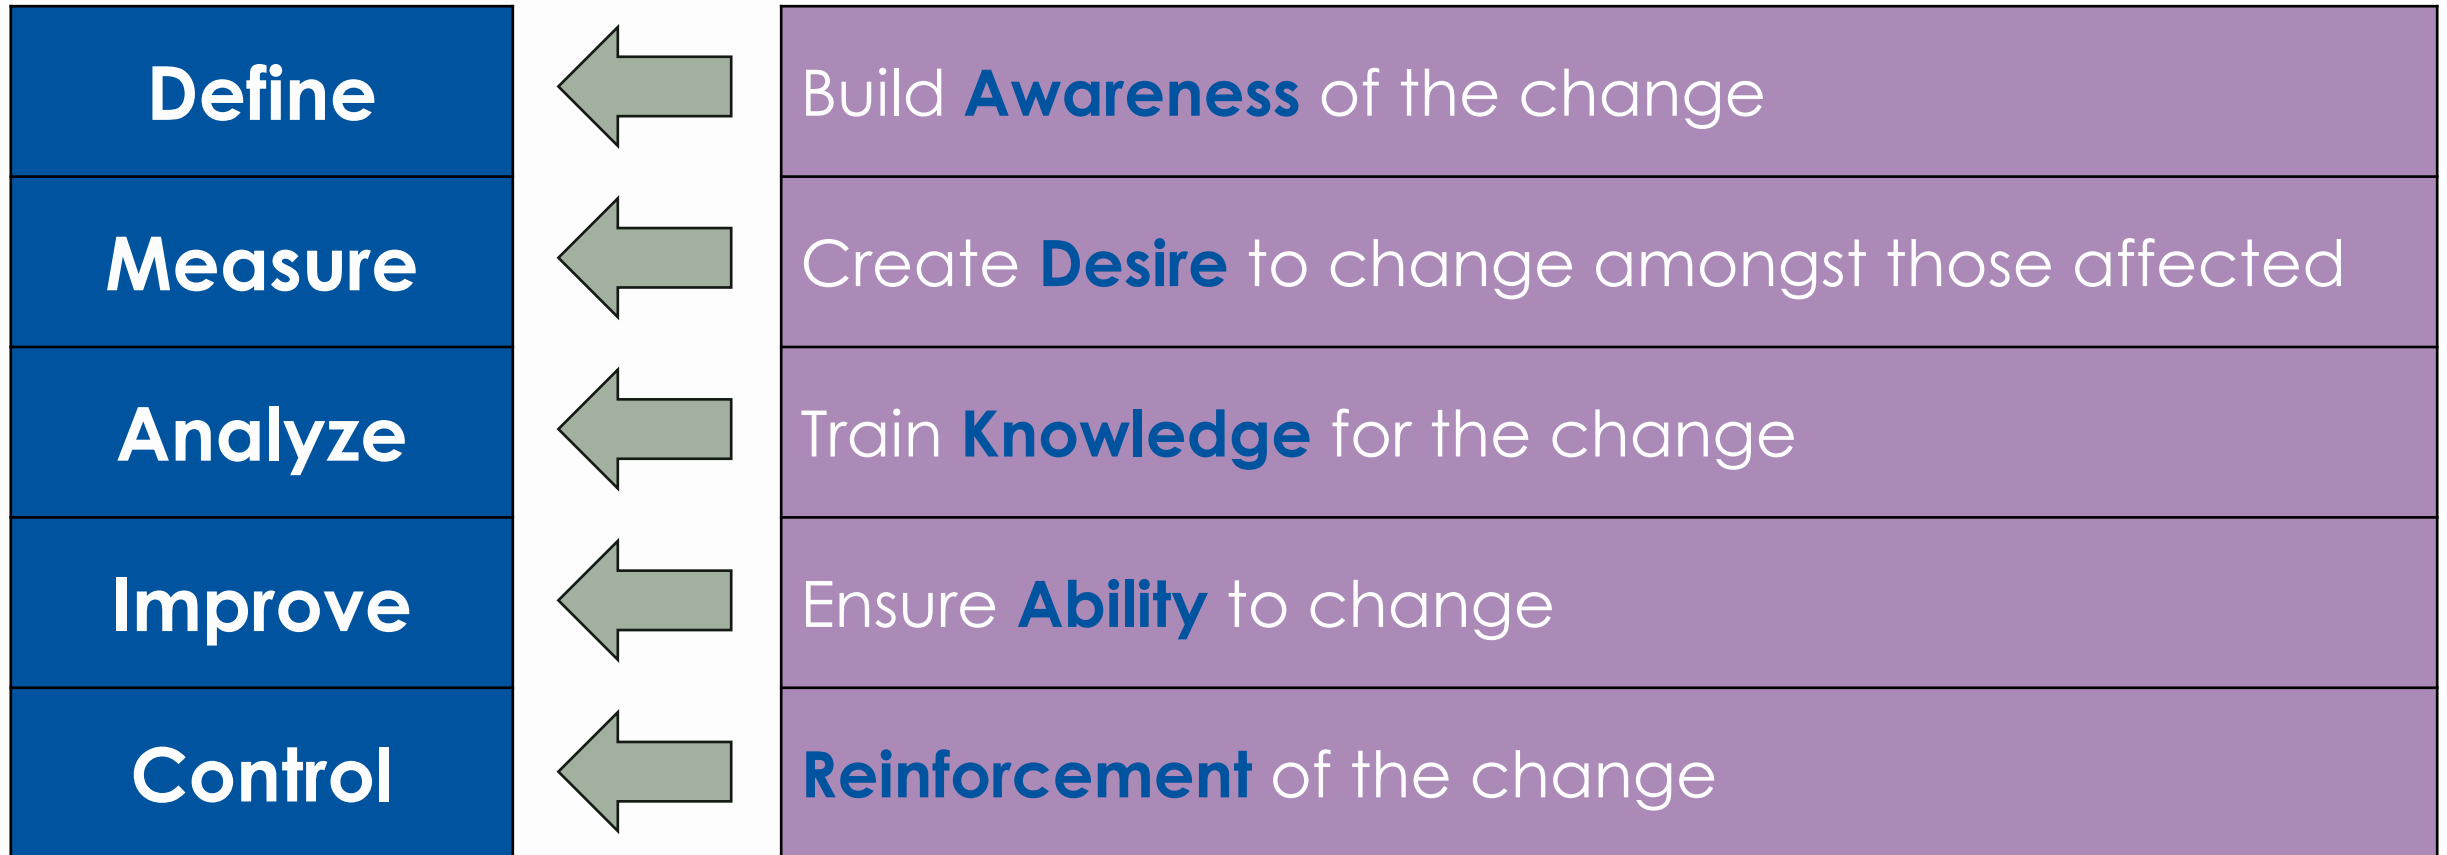 Define
Build Awareness of the change
Measure
Create Desire to change amongst those affected
Analyze
Train Knowledge for the change
Improve
Ensure Ability to change
Control
Reinforcement of the change